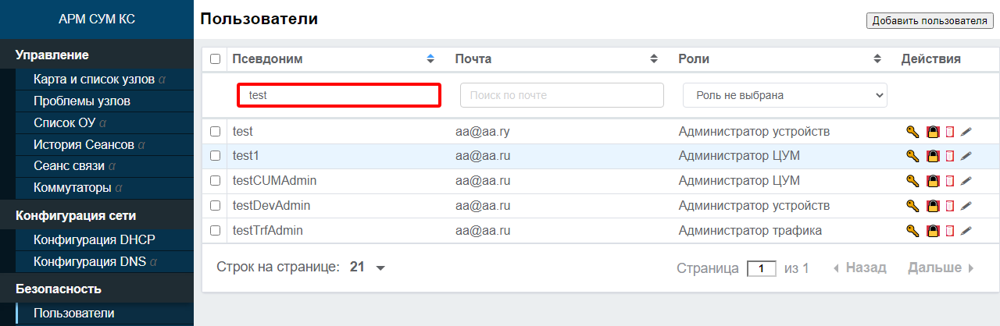 АРМ СУМ КС
Пользователи
Добавить пользователя
Управление
Карта и список узлов α
Проблемы узлов
Список ОУ α
История Сеансов α
Сеанс связи α
Коммутаторы α
Конфигурация сети
Конфигурация DHCP
Конфигурация DNS α
Безопасность
Пользователи
Псевдоним Почта Роли Действия
test Поиск по почте Роль не выбрана
test aa@aa.ry Администратор устройств
test1 aa@aa.ru Администратор ЦУМ
testCUMAdmin aa@aa.ru Администратор ЦУМ
testDevAdmin aa@aa.ru Администратор устройств
testTrfAdmin aa@aa.ru Администратор трафика
Строк на странице: 21 Страница 1 из 1 Назад Дальше